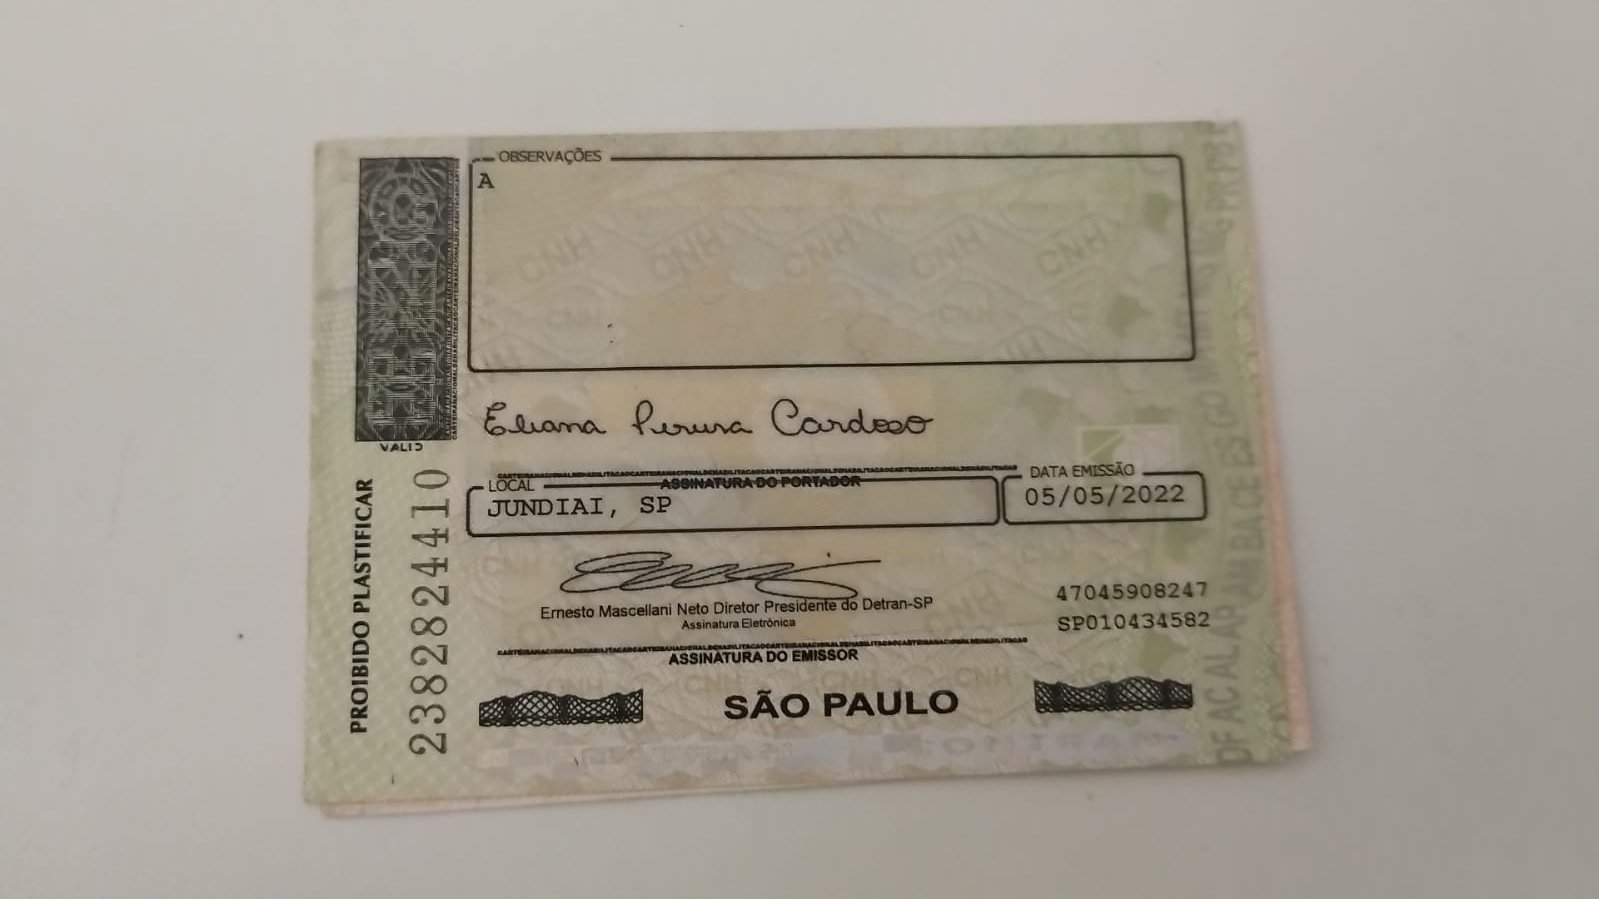 OBSERVAÇÕES
A
Eliana Pereira Cardoso
ASSINATURA DO PORTADOR
LOCAL
JUNDIAI, SP
DATA EMISSÃO
05/05/2022
Ernesto Mascellani Neto Diretor Presidente do Detran-SP
Assinatura Eletrônica
47045908247
SP010434582
ASSINATURA DO EMISSOR
SÃO PAULO
PROIBIDO PLASTIFICAR
2382824410
CNH